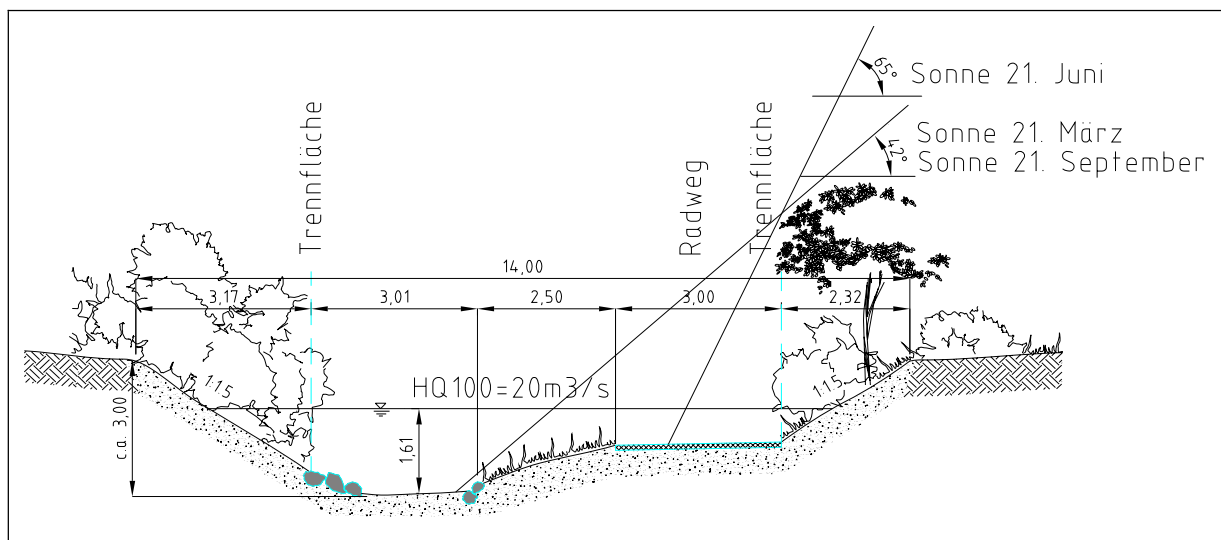 65°
Sonne 21. Juni
Sonne 21. März
42°
Sonne 21. September
Trennfläche
Radweg
Trennfläche
14,00
3,17
3,01
2,50
3,00
2,32
1:1.5
HQ100=20m3/s
1:1.5
c.a. 3,00
1,61